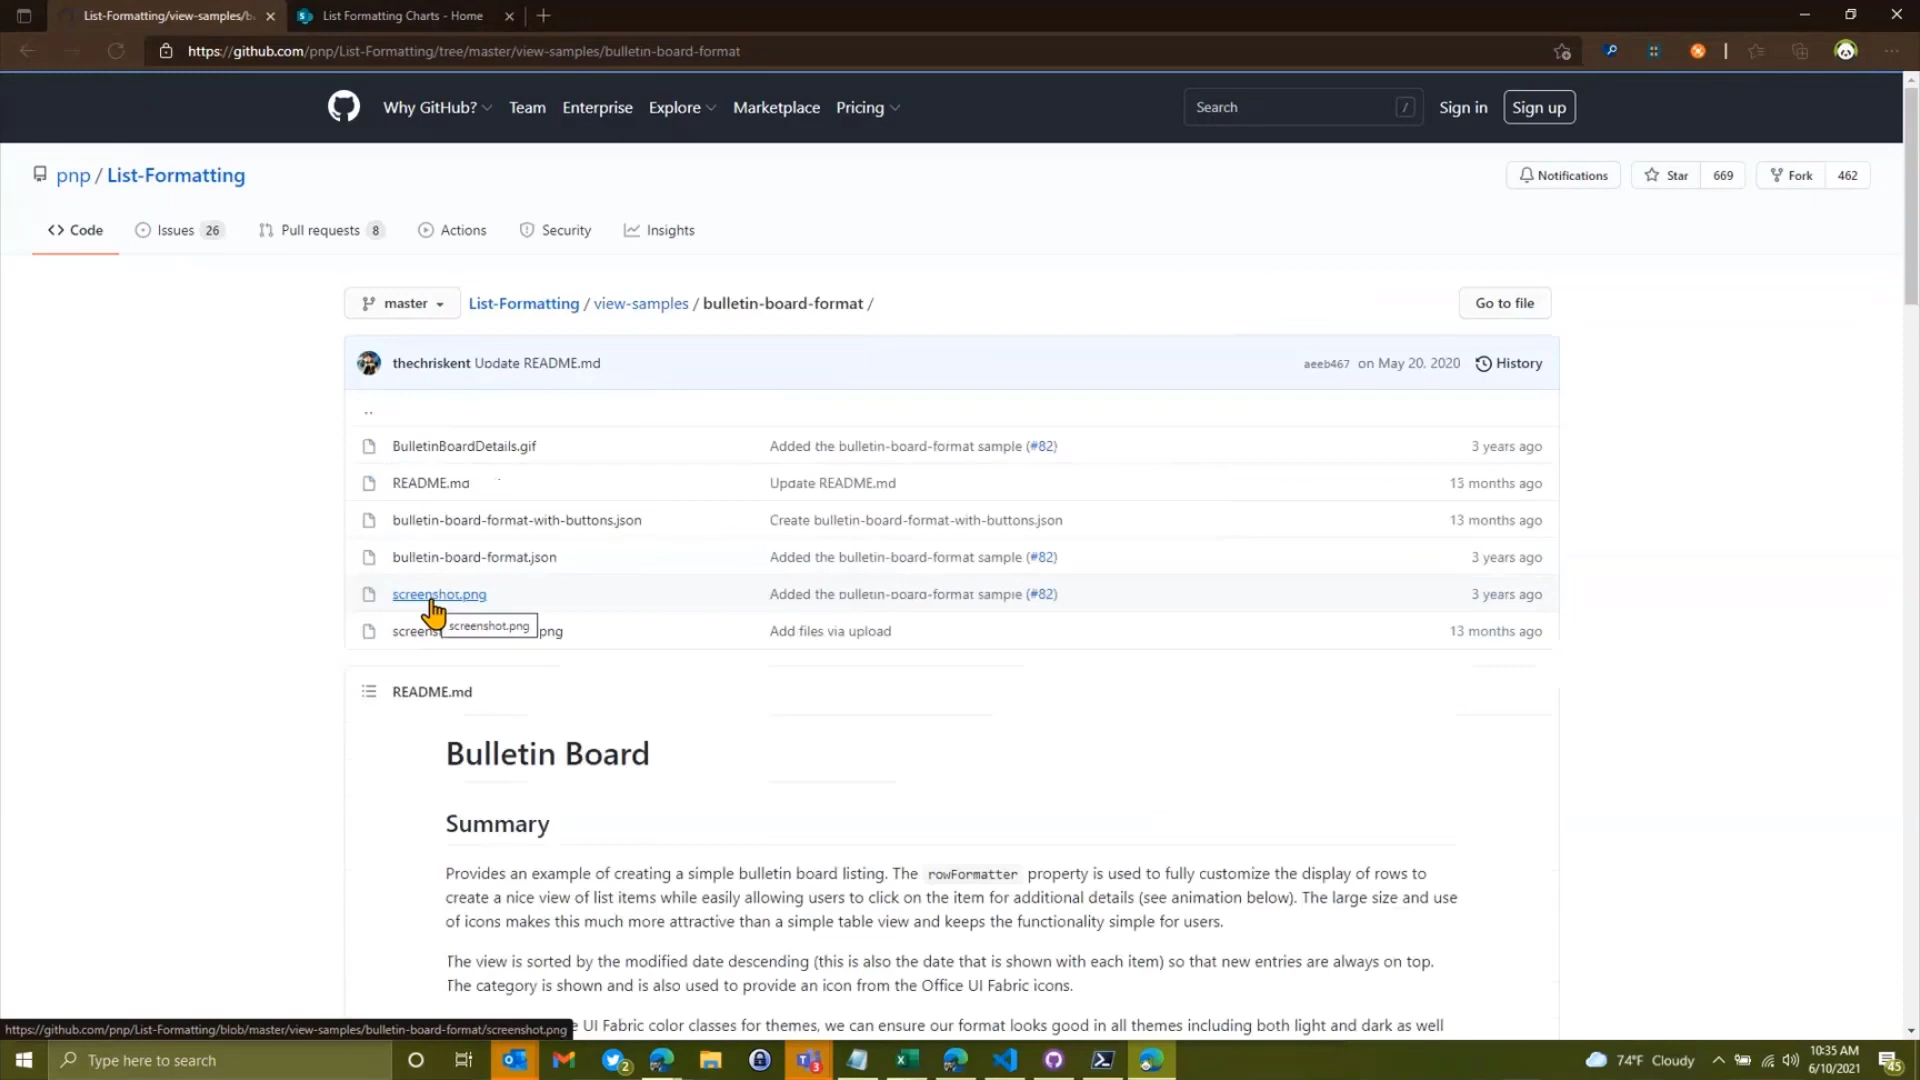 List-Formatting/view-samples/b
List Formatting Charts - Home
https://github.com/pnp/List-Formatting/tree/master/view-samples/bulletin-board-format
Why GitHub?
Team
Enterprise
Explore
Marketplace
Pricing
Search
/
Sign in
Sign up
pnp / List-Formatting
Notifications
Star 669
Fork 462
Code
Issues 26
Pull requests 8
Actions
Security
Insights
master
List-Formatting / view-samples / bulletin-board-format /
Go to file
thechriskent Update README.md
aeeb467 on May 20, 2020
History
..
BulletinBoardDetails.gif Added the bulletin-board-format sample (#82) 3 years ago
README.md Update README.md 13 months ago
bulletin-board-format-with-buttons.json Create bulletin-board-format-with-buttons.json 13 months ago
bulletin-board-format.json Added the bulletin-board-format sample (#82) 3 years ago
screenshot.png Added the bulletin-board-format sample (#82) 3 years ago
screenshot.png
png Add files via upload 13 months ago
README.md
Bulletin Board
Summary
Provides an example of creating a simple bulletin board listing. The rowFormatter property is used to fully customize the display of rows to
create a nice view of list items while easily allowing users to click on the item for additional details (see animation below). The large size and use
of icons makes this much more attractive than a simple table view and keeps the functionality simple for users.
The view is sorted by the modified date descending (this is also the date that is shown with each item) so that new entries are always on top.
The category is shown and is also used to provide an icon from the Office UI Fabric icons.
UI Fabric color classes for themes, we can ensure our format looks good in all themes including both light and dark as well
https://github.com/pnp/List-Formatting/blob/master/view-samples/bulletin-board-format/screenshot.png
Type here to search
2
3
74°F Cloudy
10:35 AM
6/10/2021
45